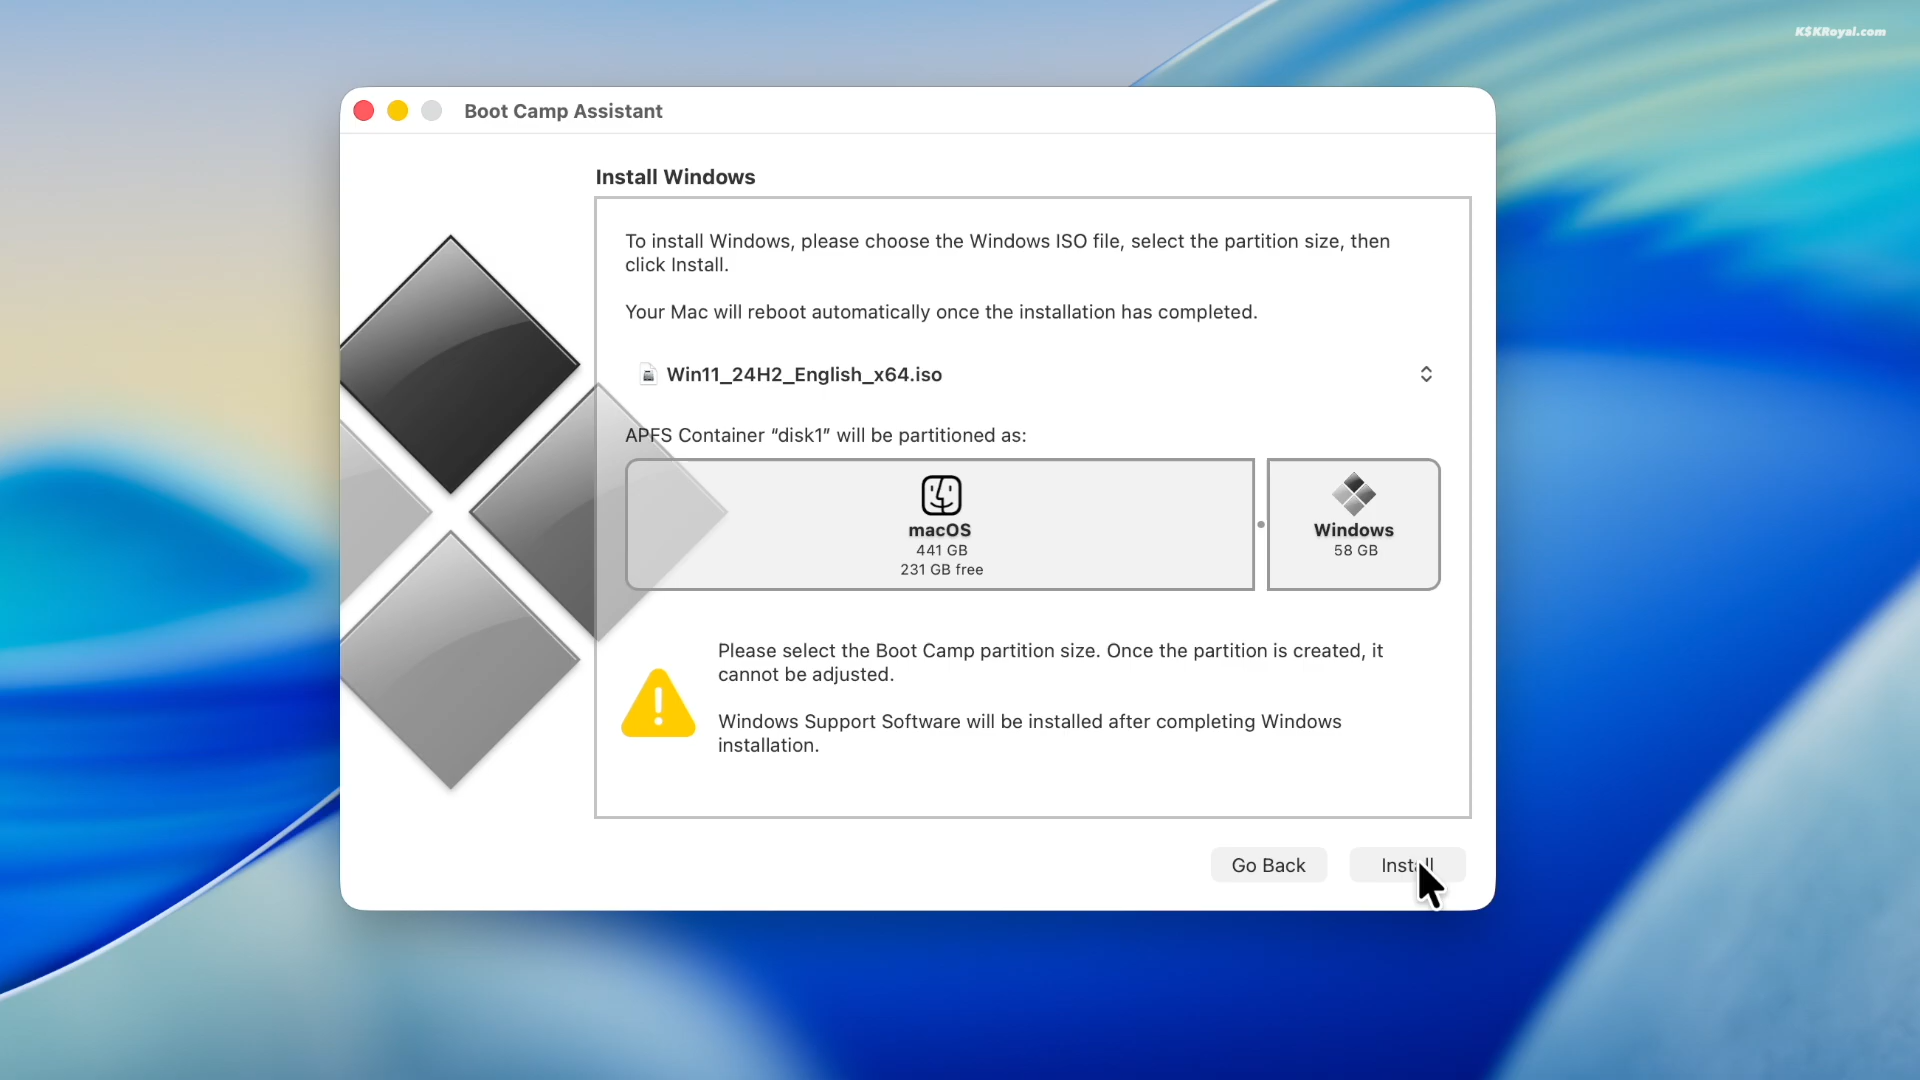 K$KRoyal.com
Boot Camp Assistant
Install Windows
To install Windows, please choose the Windows ISO file, select the partition size, then
click Install.
Your Mac will reboot automatically once the installation has completed.
Win11_24H2_English_x64.iso
APFS Container “disk1” will be partitioned as:
macOS
441 GB
231 GB free
Windows
58 GB
Please select the Boot Camp partition size. Once the partition is created, it
cannot be adjusted.
Windows Support Software will be installed after completing Windows
installation.
Go Back
Install